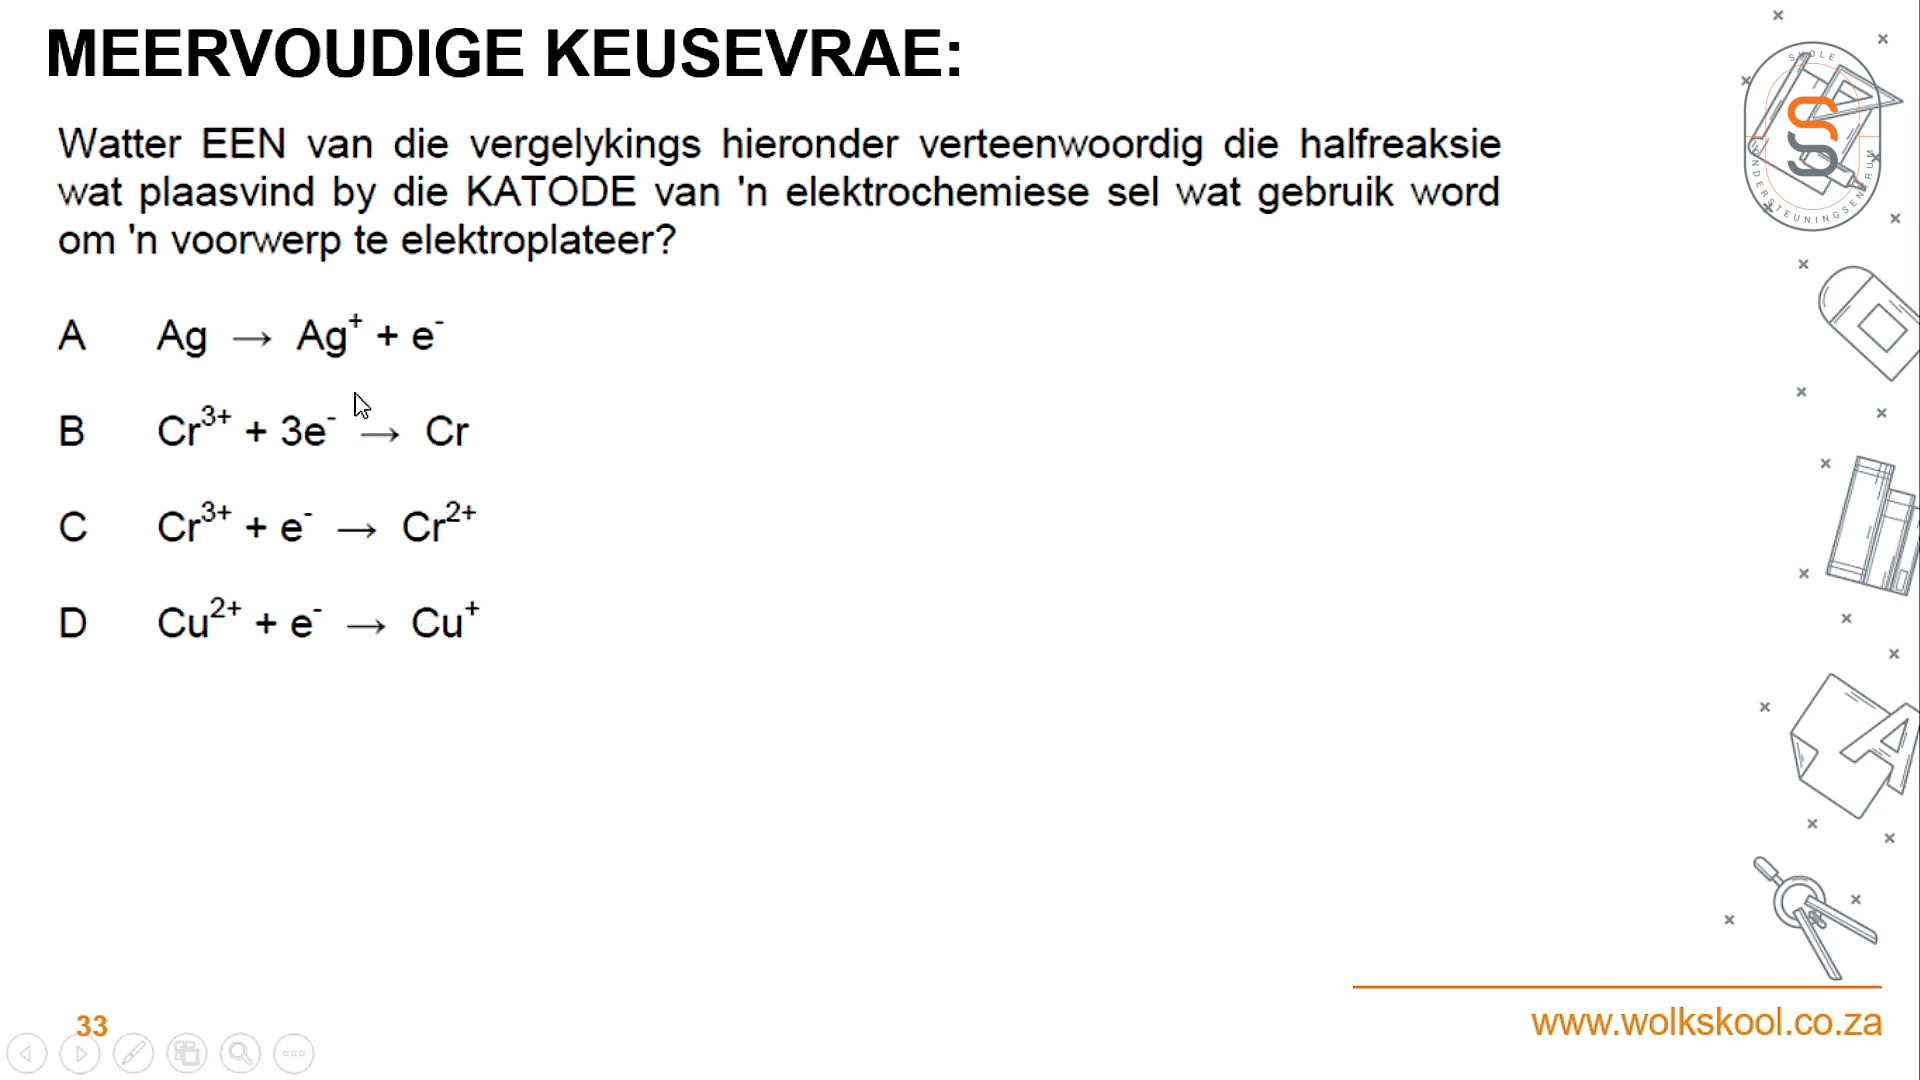 MEERVOUDIGE KEUSEVRAE:
SKOLE
ONDERSTEUNINGSENTRUM
Watter EEN van die vergelykings hieronder verteenwoordig die halfreaksie
wat plaasvind by die KATODE van 'n elektrochemiese sel wat gebruik word
om 'n voorwerp te elektroplateer?
A Ag → Ag⁺ + e⁻
B Cr³⁺ + 3e⁻ → Cr
C Cr³⁺ + e⁻ → Cr²⁺
D Cu²⁺ + e⁻ → Cu⁺
33
www.wolkskool.co.za